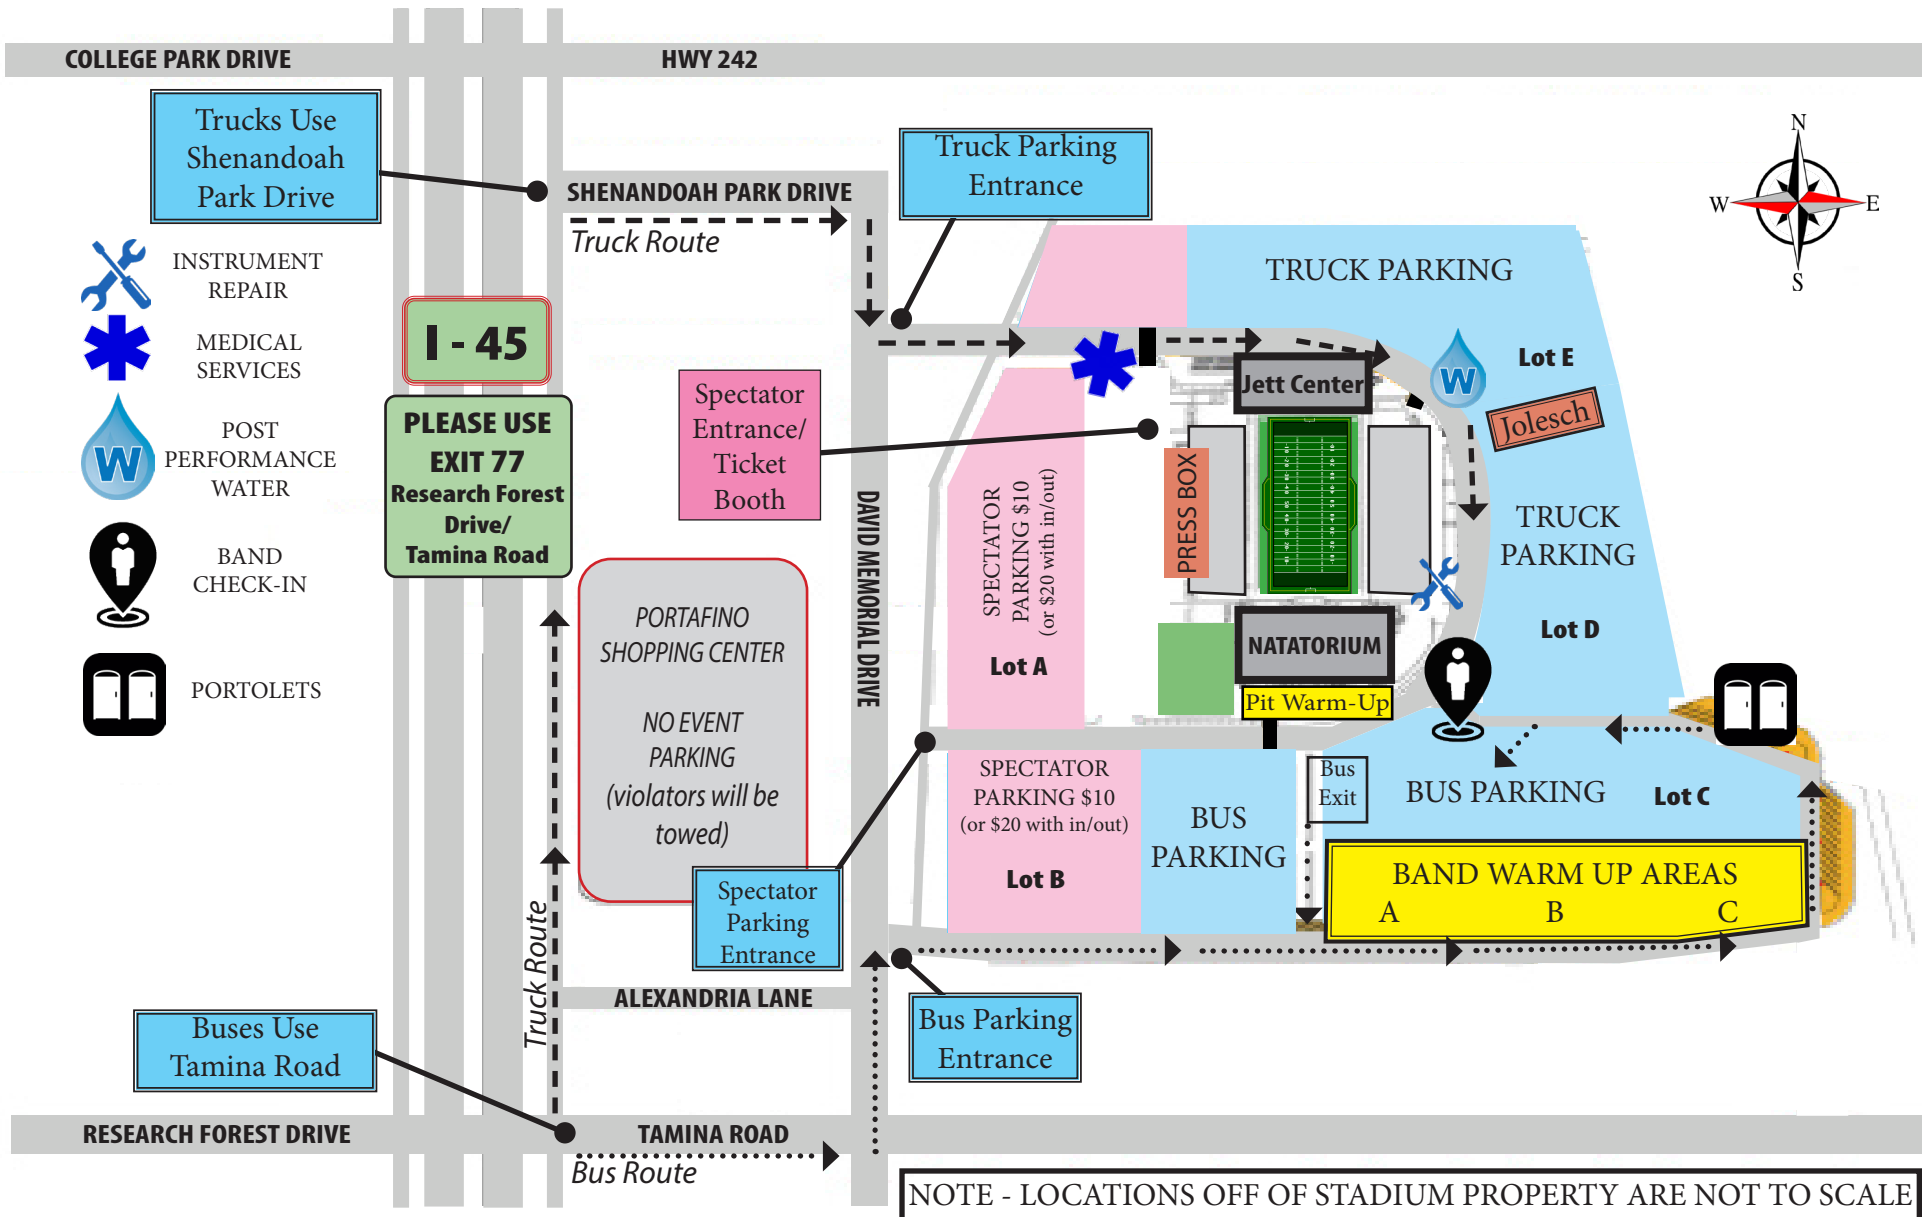 COLLEGE PARK DRIVE
HWY 242
Trucks Use
Shenandoah
Park Drive
Truck Parking
Entrance
N
W
E
S
SHENANDOAH PARK DRIVE
Truck Route
INSTRUMENT
REPAIR
MEDICAL
SERVICES
W
POST
PERFORMANCE
WATER
BAND
CHECK-IN
PORTOLETS
I - 45
PLEASE USE
EXIT 77
Research Forest
Drive/
Tamina Road
TRUCK PARKING
Lot E
W
Jolesch
Jett Center
Spectator
Entrance/
Ticket
Booth
PRESS BOX
SPECTATOR
PARKING $10
(or $20 with in/out)
Lot A
DAVID MEMORIAL DRIVE
TRUCK
PARKING
Lot D
NATATORIUM
Pit Warm-Up
PORTAFINO
SHOPPING CENTER
NO EVENT
PARKING
(violators will be
towed)
SPECTATOR
PARKING $10
(or $20 with in/out)
Lot B
BUS
PARKING
Bus
Exit
BUS PARKING
Lot C
BAND WARM UP AREAS
A B C
Spectator
Parking
Entrance
Truck Route
ALEXANDRIA LANE
Bus Parking
Entrance
Buses Use
Tamina Road
RESEARCH FOREST DRIVE
TAMINA ROAD
Bus Route
NOTE - LOCATIONS OFF OF STADIUM PROPERTY ARE NOT TO SCALE